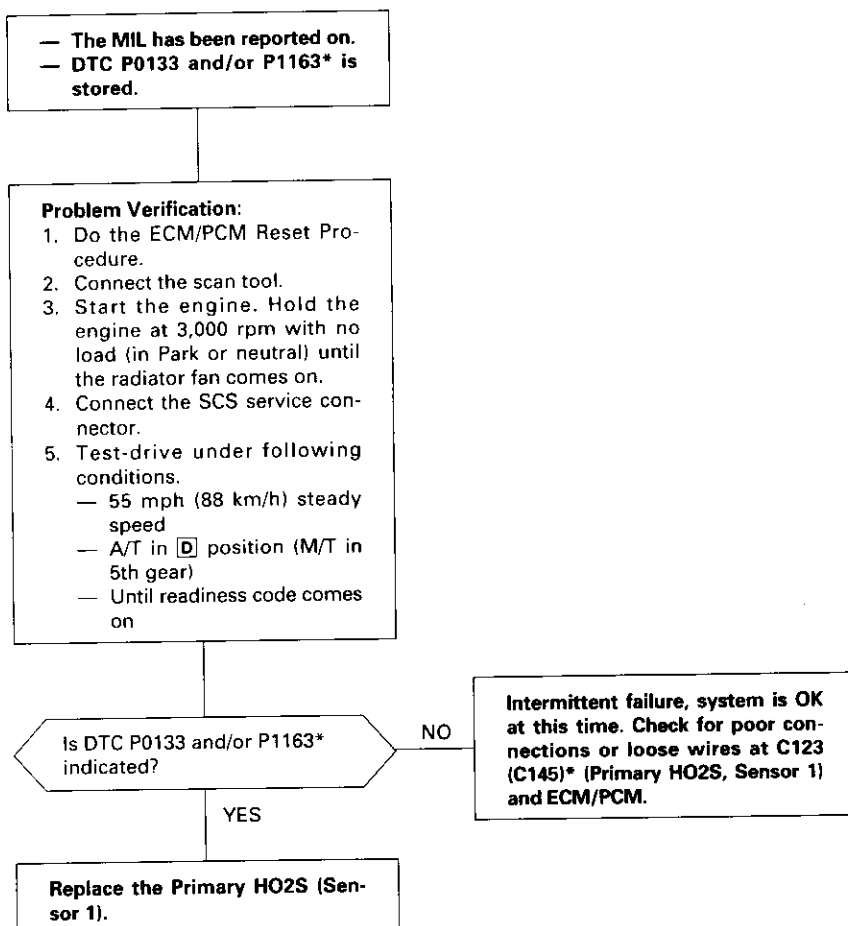 — The MIL has been reported on.
— DTC P0133 and/or P1163* is
stored.
Problem Verification:
1. Do the ECM/PCM Reset Pro-
cedure.
2. Connect the scan tool.
3. Start the engine. Hold the
engine at 3,000 rpm with no
load (in Park or neutral) until
the radiator fan comes on.
4. Connect the SCS service con-
nector.
5. Test-drive under following
conditions.
— 55 mph (88 km/h) steady
speed
— A/T in D position (M/T in
5th gear)
— Until readiness code comes
on
Is DTC P0133 and/or P1163*
indicated?
NO
Intermittent failure, system is OK
at this time. Check for poor con-
nections or loose wires at C123
(C145)* (Primary HO2S, Sensor 1)
and ECM/PCM.
YES
Replace the Primary HO2S (Sen-
sor 1).